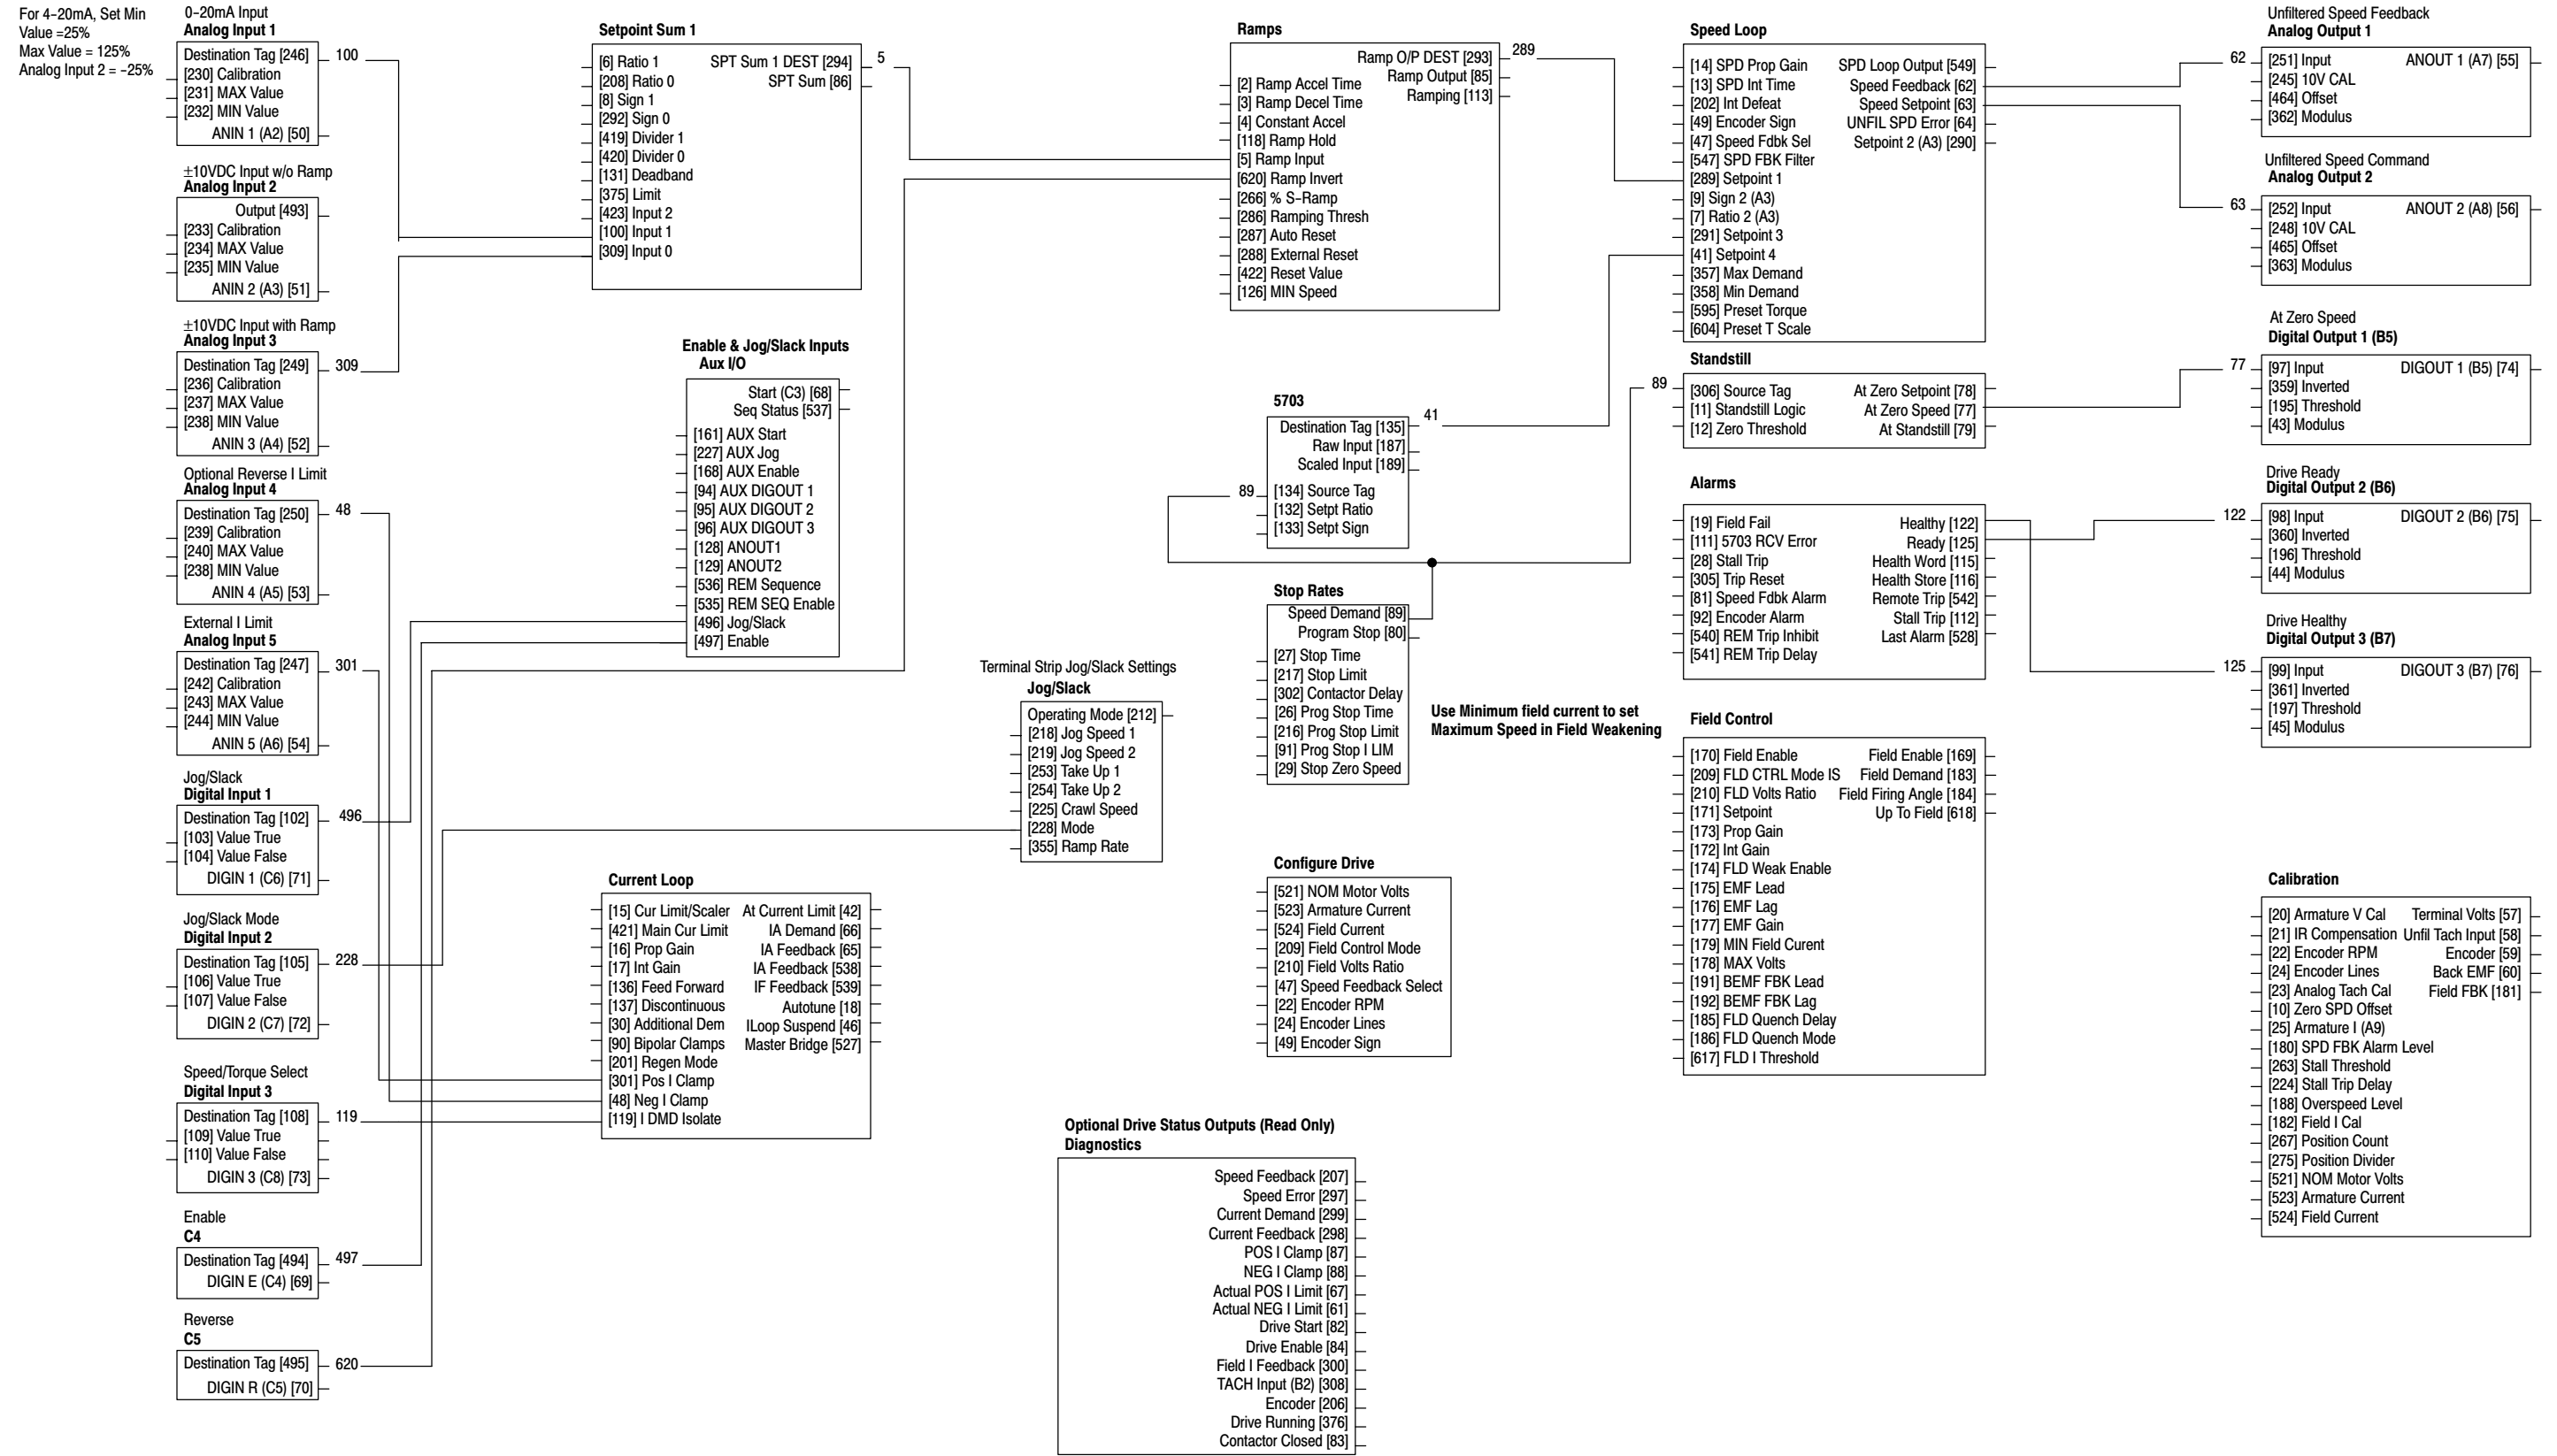 For 4-20mA, Set Min
Value =25%
Max Value = 125%
Analog Input 2 = -25%
0-20mA Input
Analog Input 1
Destination Tag [246]
100
[230] Calibration
[231] MAX Value
[232] MIN Value
ANIN 1 (A2) [50]
±10VDC Input w/o Ramp
Analog Input 2
Output [493]
[233] Calibration
[234] MAX Value
[235] MIN Value
ANIN 2 (A3) [51]
±10VDC Input with Ramp
Analog Input 3
Destination Tag [249]
309
[236] Calibration
[237] MAX Value
[238] MIN Value
ANIN 3 (A4) [52]
Optional Reverse I Limit
Analog Input 4
Destination Tag [250]
48
[239] Calibration
[240] MAX Value
[238] MIN Value
ANIN 4 (A5) [53]
External I Limit
Analog Input 5
Destination Tag [247]
301
[242] Calibration
[243] MAX Value
[244] MIN Value
ANIN 5 (A6) [54]
Jog/Slack
Digital Input 1
Destination Tag [102]
496
[103] Value True
[104] Value False
DIGIN 1 (C6) [71]
Jog/Slack Mode
Digital Input 2
Destination Tag [105]
228
[106] Value True
[107] Value False
DIGIN 2 (C7) [72]
Speed/Torque Select
Digital Input 3
Destination Tag [108]
119
[109] Value True
[110] Value False
DIGIN 3 (C8) [73]
Enable
C4
Destination Tag [494]
497
DIGIN E (C4) [69]
Reverse
C5
Destination Tag [495]
620
DIGIN R (C5) [70]
Setpoint Sum 1
[6] Ratio 1 SPT Sum 1 DEST [294]
5
[208] Ratio 0 SPT Sum [86]
[8] Sign 1
[292] Sign 0
[419] Divider 1
[420] Divider 0
[131] Deadband
[375] Limit
[423] Input 2
[100] Input 1
[309] Input 0
Enable & Jog/Slack Inputs
Aux I/O
Start (C3) [68]
Seq Status [537]
[161] AUX Start
[227] AUX Jog
[168] AUX Enable
[94] AUX DIGOUT 1
[95] AUX DIGOUT 2
[96] AUX DIGOUT 3
[128] ANOUT1
[129] ANOUT2
[536] REM Sequence
[535] REM SEQ Enable
[496] Jog/Slack
[497] Enable
Current Loop
[15] Cur Limit/Scaler At Current Limit [42]
[421] Main Cur Limit IA Demand [66]
[16] Prop Gain IA Feedback [65]
[17] Int Gain IA Feedback [538]
[136] Feed Forward IF Feedback [539]
[137] Discontinuous Autotune [18]
[30] Additional Dem ILoop Suspend [46]
[90] Bipolar Clamps Master Bridge [527]
[201] Regen Mode
[301] Pos I Clamp
[48] Neg I Clamp
[119] I DMD Isolate
Terminal Strip Jog/Slack Settings
Jog/Slack
Operating Mode [212]
[218] Jog Speed 1
[219] Jog Speed 2
[253] Take Up 1
[254] Take Up 2
[225] Crawl Speed
[228] Mode
[355] Ramp Rate
Ramps
Ramp O/P DEST [293]
289
Ramp Output [85]
[2] Ramp Accel Time
Ramping [113]
[3] Ramp Decel Time
[4] Constant Accel
[118] Ramp Hold
[5] Ramp Input
[620] Ramp Invert
[266] % S-Ramp
[286] Ramping Thresh
[287] Auto Reset
[288] External Reset
[422] Reset Value
[126] MIN Speed
5703
Destination Tag [135]
41
Raw Input [187]
Scaled Input [189]
89
[134] Source Tag
[132] Setpt Ratio
[133] Setpt Sign
Stop Rates
Speed Demand [89]
Program Stop [80]
[27] Stop Time
[217] Stop Limit
[302] Contactor Delay
[26] Prog Stop Time
[216] Prog Stop Limit
[91] Prog Stop I LIM
[29] Stop Zero Speed
Use Minimum field current to set
Maximum Speed in Field Weakening
Configure Drive
[521] NOM Motor Volts
[523] Armature Current
[524] Field Current
[209] Field Control Mode
[210] Field Volts Ratio
[47] Speed Feedback Select
[22] Encoder RPM
[24] Encoder Lines
[49] Encoder Sign
Optional Drive Status Outputs (Read Only)
Diagnostics
Speed Feedback [207]
Speed Error [297]
Current Demand [299]
Current Feedback [298]
POS I Clamp [87]
NEG I Clamp [88]
Actual POS I Limit [67]
Actual NEG I Limit [61]
Drive Start [82]
Drive Enable [84]
Field I Feedback [300]
TACH Input (B2) [308]
Encoder [206]
Drive Running [376]
Contactor Closed [83]
Speed Loop
[14] SPD Prop Gain SPD Loop Output [549]
[13] SPD Int Time Speed Feedback [62]
[202] Int Defeat Speed Setpoint [63]
[49] Encoder Sign UNFIL SPD Error [64]
[47] Speed Fdbk Sel Setpoint 2 (A3) [290]
[547] SPD FBK Filter
[289] Setpoint 1
[9] Sign 2 (A3)
[7] Ratio 2 (A3)
[291] Setpoint 3
[41] Setpoint 4
[357] Max Demand
[358] Min Demand
[595] Preset Torque
[604] Preset T Scale
Standstill
89
[306] Source Tag At Zero Setpoint [78]
[11] Standstill Logic At Zero Speed [77]
[12] Zero Threshold At Standstill [79]
Alarms
[19] Field Fail Healthy [122]
[111] 5703 RCV Error Ready [125]
[28] Stall Trip Health Word [115]
[305] Trip Reset Health Store [116]
[81] Speed Fdbk Alarm Remote Trip [542]
[92] Encoder Alarm Stall Trip [112]
[540] REM Trip Inhibit Last Alarm [528]
[541] REM Trip Delay
Field Control
[170] Field Enable Field Enable [169]
[209] FLD CTRL Mode IS Field Demand [183]
[210] FLD Volts Ratio Field Firing Angle [184]
[171] Setpoint Up To Field [618]
[173] Prop Gain
[172] Int Gain
[174] FLD Weak Enable
[175] EMF Lead
[176] EMF Lag
[177] EMF Gain
[179] MIN Field Curent
[178] MAX Volts
[191] BEMF FBK Lead
[192] BEMF FBK Lag
[185] FLD Quench Delay
[186] FLD Quench Mode
[617] FLD I Threshold
Unfiltered Speed Feedback
Analog Output 1
62
[251] Input ANOUT 1 (A7) [55]
[245] 10V CAL
[464] Offset
[362] Modulus
Unfiltered Speed Command
Analog Output 2
63
[252] Input ANOUT 2 (A8) [56]
[248] 10V CAL
[465] Offset
[363] Modulus
At Zero Speed
Digital Output 1 (B5)
77
[97] Input DIGOUT 1 (B5) [74]
[359] Inverted
[195] Threshold
[43] Modulus
Drive Ready
Digital Output 2 (B6)
122
[98] Input DIGOUT 2 (B6) [75]
[360] Inverted
[196] Threshold
[44] Modulus
Drive Healthy
Digital Output 3 (B7)
125
[99] Input DIGOUT 3 (B7) [76]
[361] Inverted
[197] Threshold
[45] Modulus
Calibration
[20] Armature V Cal Terminal Volts [57]
[21] IR Compensation Unfil Tach Input [58]
[22] Encoder RPM Encoder [59]
[24] Encoder Lines Back EMF [60]
[23] Analog Tach Cal Field FBK [181]
[10] Zero SPD Offset
[25] Armature I (A9)
[180] SPD FBK Alarm Level
[263] Stall Threshold
[224] Stall Trip Delay
[188] Overspeed Level
[182] Field I Cal
[267] Position Count
[275] Position Divider
[521] NOM Motor Volts
[523] Armature Current
[524] Field Current